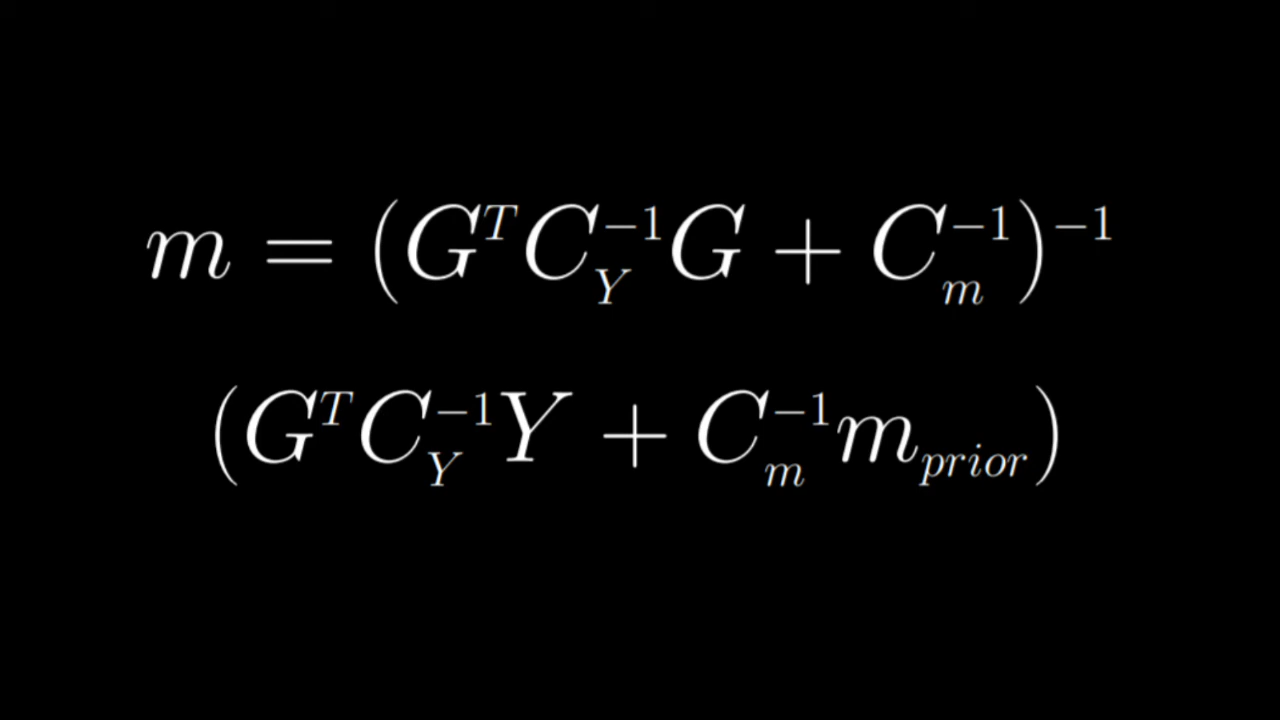 m = (G^T C_Y^{-1} G + C_m^{-1})^{-1}
(G^T C_Y^{-1} Y + C_m^{-1} m_{prior})